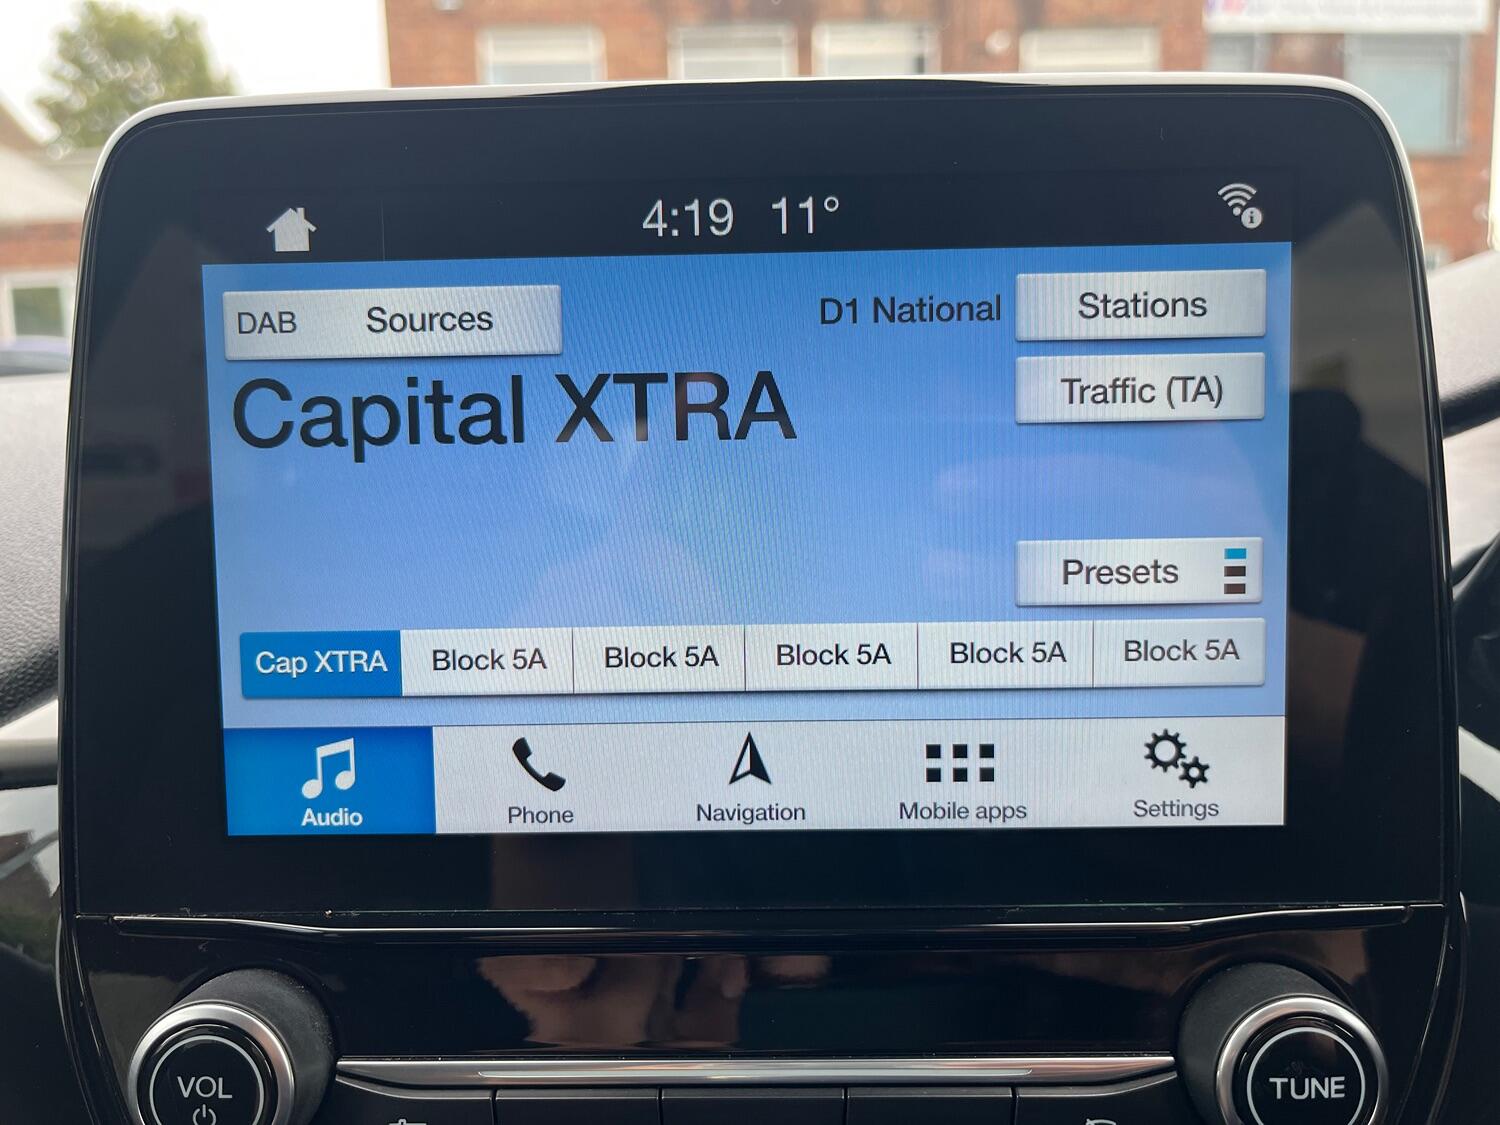 4:19 11°
DAB Sources
D1 National
Stations
Capital XTRA
Traffic (TA)
Presets
Cap XTRA
Block 5A
Block 5A
Block 5A
Block 5A
Block 5A
Audio
Phone
Navigation
Mobile apps
Settings
VOL
TUNE